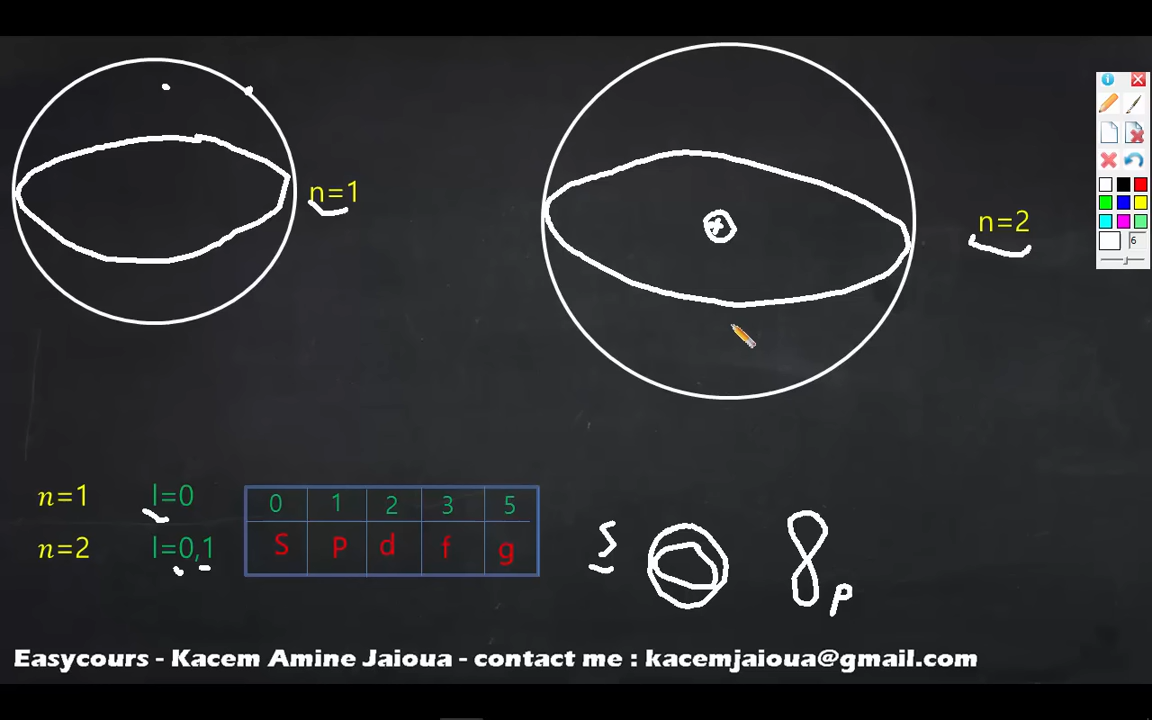 n=1
n=2
n=1 l=0
n=2 l=0,1
0 1 2 3 5
S P d f g
S
p
Easycours - Kacem Amine Jaioua - contact me : kacemjaioua@gmail.com
6